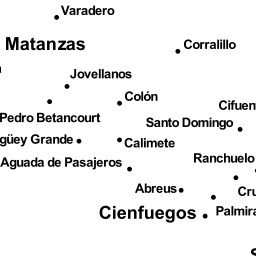 Varadero
Matanzas
Corralillo
Jovellanos
Colón
Cifuen
Pedro Betancourt
Santo Domingo
güey Grande
Calimete
Aguada de Pasajeros
Ranchuelo
Abreus
Cru
Cienfuegos
Palmira